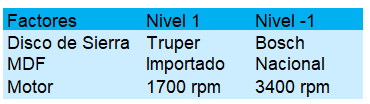 Factores Nivel 1 Nivel -1
Disco de Sierra Truper Bosch
MDF Importado Nacional
Motor 1700 rpm 3400 rpm